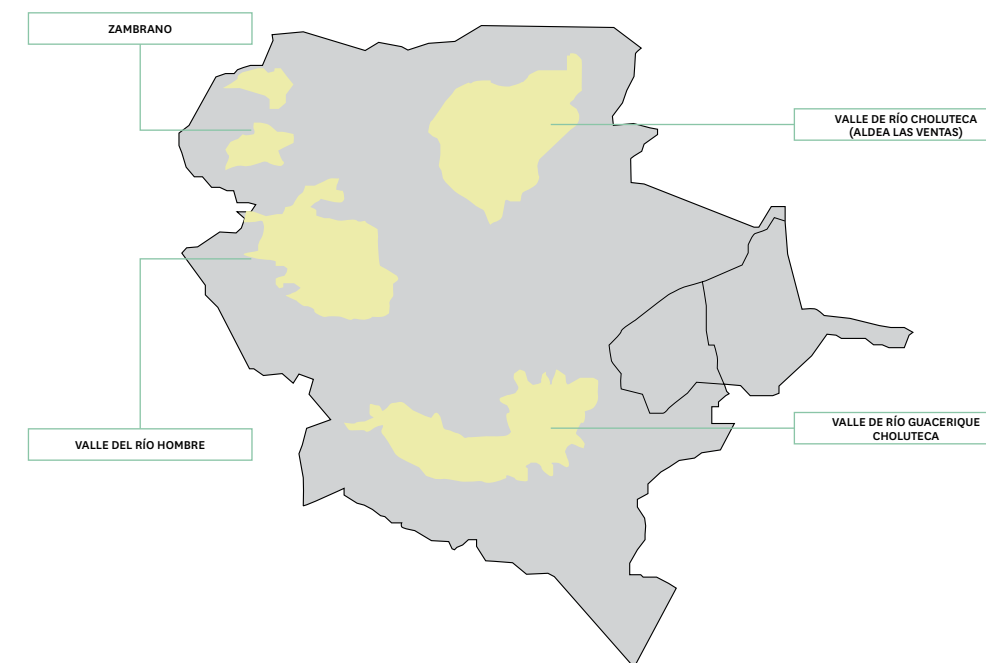 ZAMBRANO
VALLE DE RÍO CHOLUTECA
(ALDEA LAS VENTAS)
VALLE DEL RÍO HOMBRE
VALLE DE RÍO GUACERIQUE
CHOLUTECA